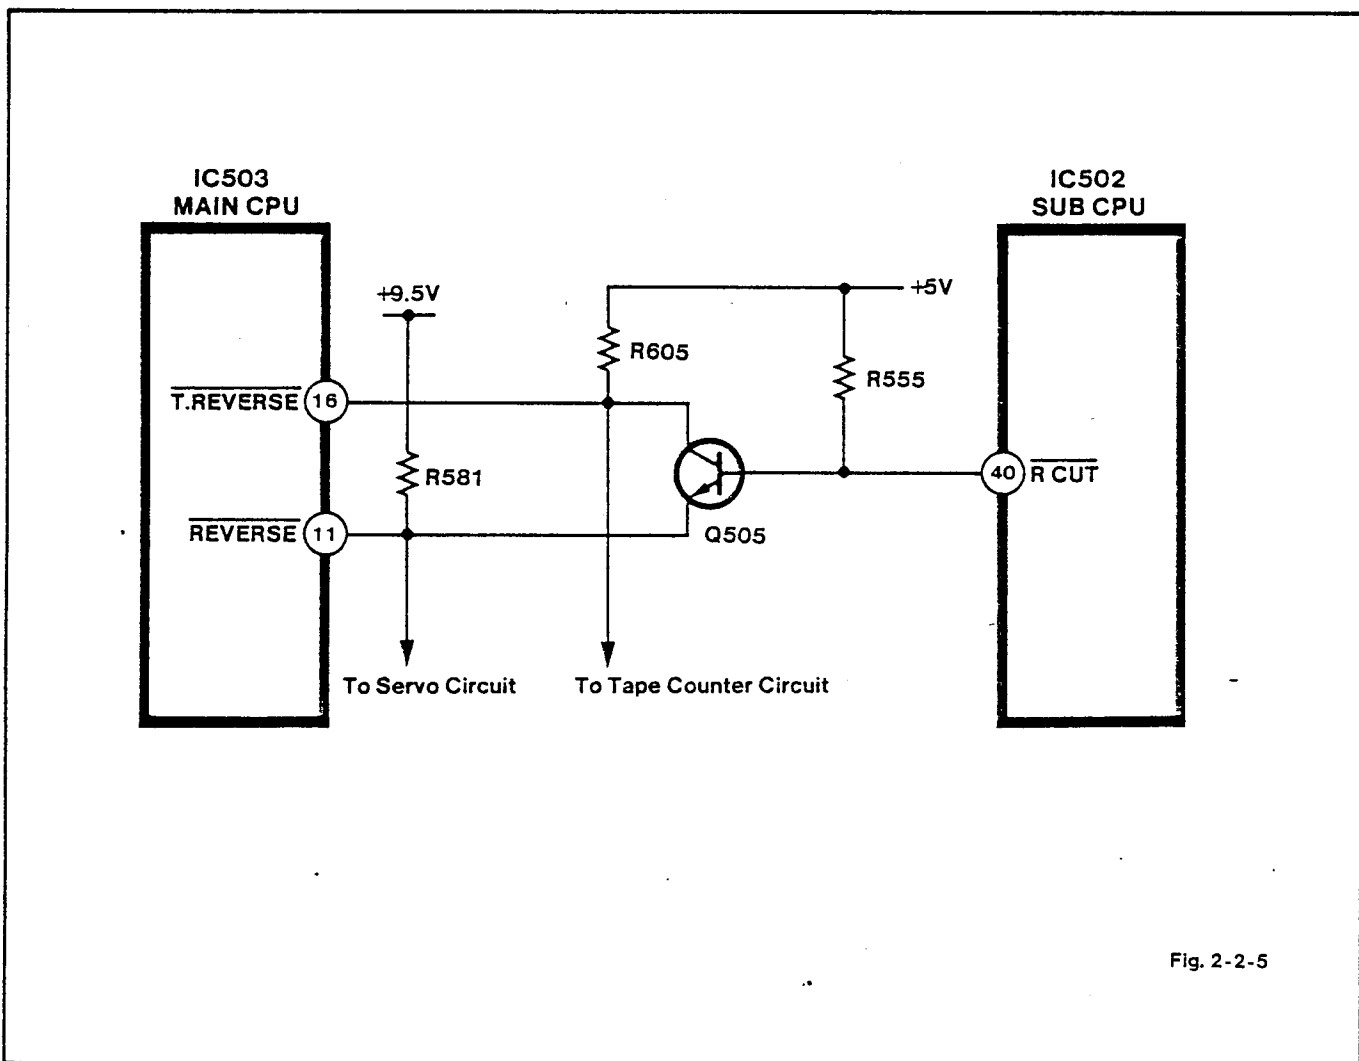 IC503
MAIN CPU
IC502
SUB CPU
+9.5V
+5V
R605
R555
T.REVERSE 16
R581
40 R CUT
REVERSE 11
Q505
To Servo Circuit
To Tape Counter Circuit
Fig. 2-2-5